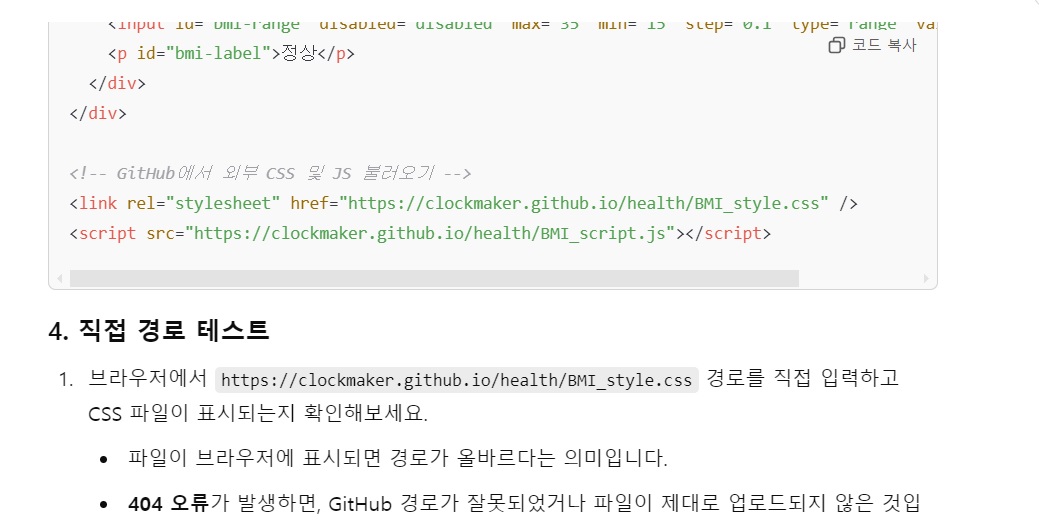 <input id="bmi-range" disabled="disabled" max="35" min="15" step="0.1" type="range" va
<p id="bmi-label">정상</p>
코드 복사
</div>
</div>
<!-- GitHub에서 외부 CSS 및 JS 불러오기 -->
<link rel="stylesheet" href="https://clockmaker.github.io/health/BMI_style.css" />
<script src="https://clockmaker.github.io/health/BMI_script.js"></script>
4. 직접 경로 테스트
1. 브라우저에서 https://clockmaker.github.io/health/BMI_style.css 경로를 직접 입력하고
CSS 파일이 표시되는지 확인해보세요.
• 파일이 브라우저에 표시되면 경로가 올바르다는 의미입니다.
• 404 오류가 발생하면, GitHub 경로가 잘못되었거나 파일이 제대로 업로드되지 않은 것입